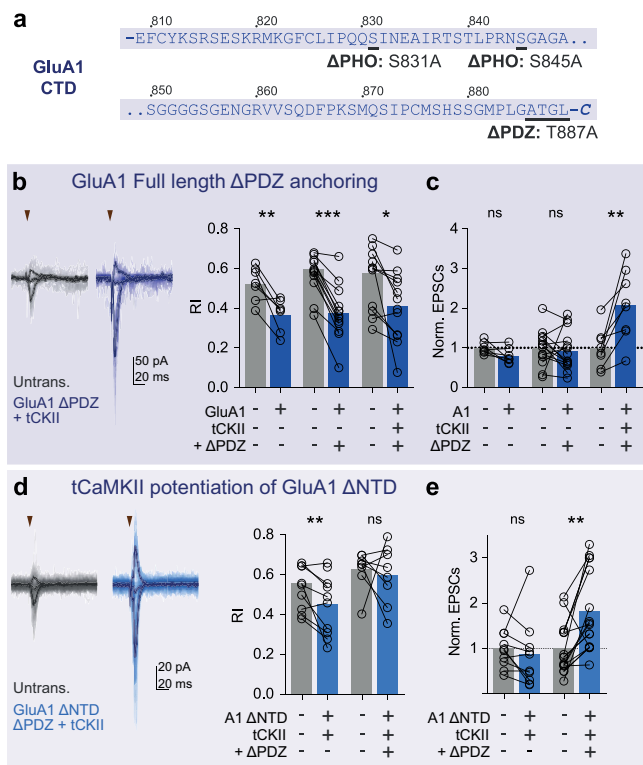 a
810 820 830 840
–EFCYKSRSESKRMKGFCLIPQQSINEAIRTSTLPRNSGAGA..
GluA1
CTD
ΔPHO: S831A ΔPHO: S845A
850 860 870 880
..SGGGGSGENGRVVSQDFPKSMQSIPCMSHSSGMPLGATGL–C
ΔPDZ: T887A
b GluA1 Full length ΔPDZ anchoring c
** *** * ns ns **
0.8
0.6
0.4
0.2
0.0
RI
4
3
2
1
0
Norm. EPSCs
50 pA
20 ms
Untrans.
GluA1 ΔPDZ
+ tCKII
GluA1 - + - - - -
tCKII - +
+ ΔPDZ - + - +
A1 - + - - - -
tCKII - +
ΔPDZ - + - +
d tCaMKII potentiation of GluA1 ΔNTD e
** ns ns **
0.8
0.6
0.4
0.2
0.0
RI
3
2
1
0
Norm. EPSCs
20 pA
20 ms
Untrans.
GluA1 ΔNTD
ΔPDZ + tCKII
A1 ΔNTD - + - +
tCKII - + - +
+ ΔPDZ - +
A1 ΔNTD - + - +
tCKII - + - +
+ ΔPDZ - +